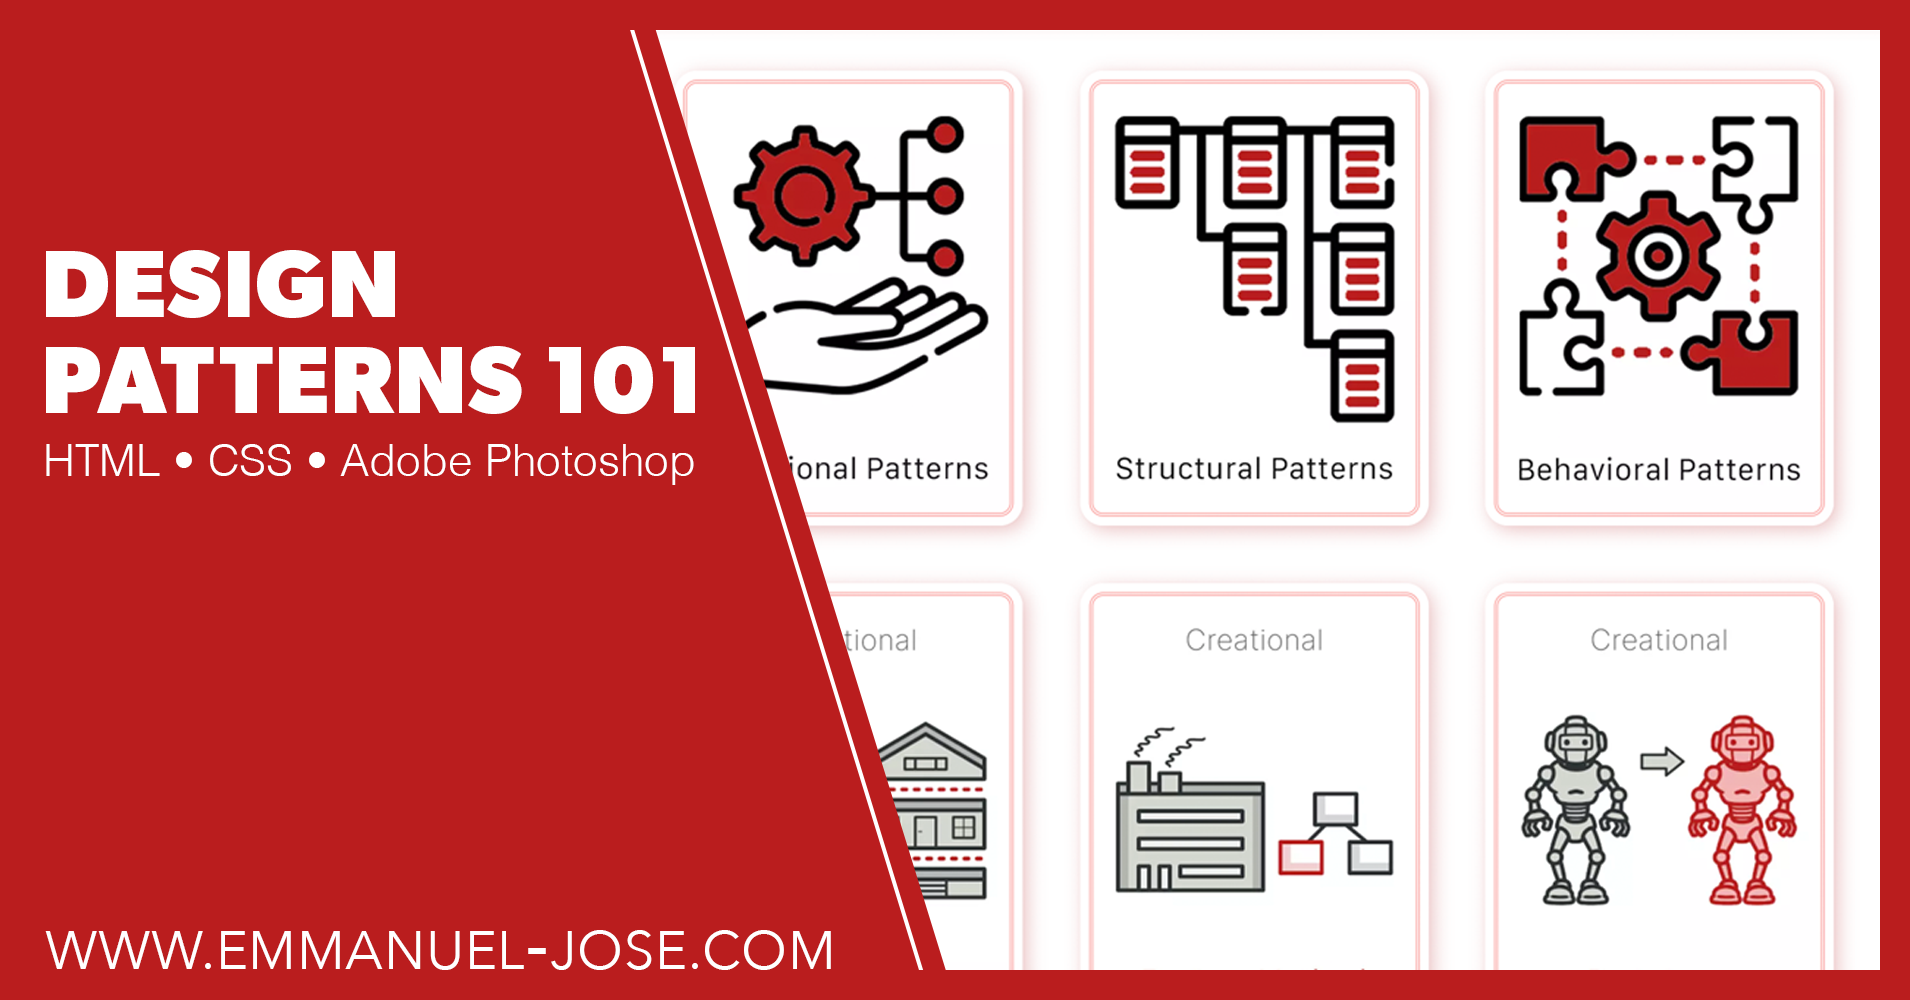 DESIGN
PATTERNS 101
HTML • CSS • Adobe Photoshop
WWW.EMMANUEL-JOSE.COM
ional Patterns
Structural Patterns
Behavioral Patterns
tional
Creational
Creational